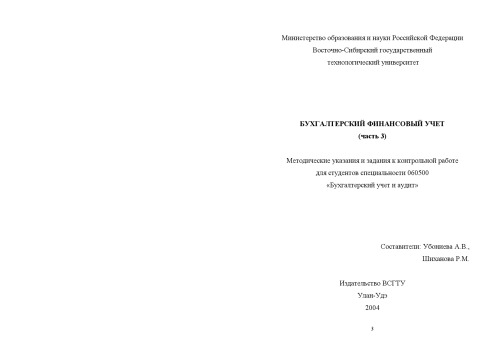 Министерство образования и науки Российской Федерации
Восточно-Сибирский государственный
технологический университет
БУХГАЛТЕРСКИЙ ФИНАНСОВЫЙ УЧЕТ
(часть 3)
Методические указания и задания к контрольной работе
для студентов специальности 060500
«Бухгалтерский учет и аудит»
Составители: Убониева А.В.,
Шиханова Р.М.
Издательство ВСГТУ
Улан-Удэ
2004
3